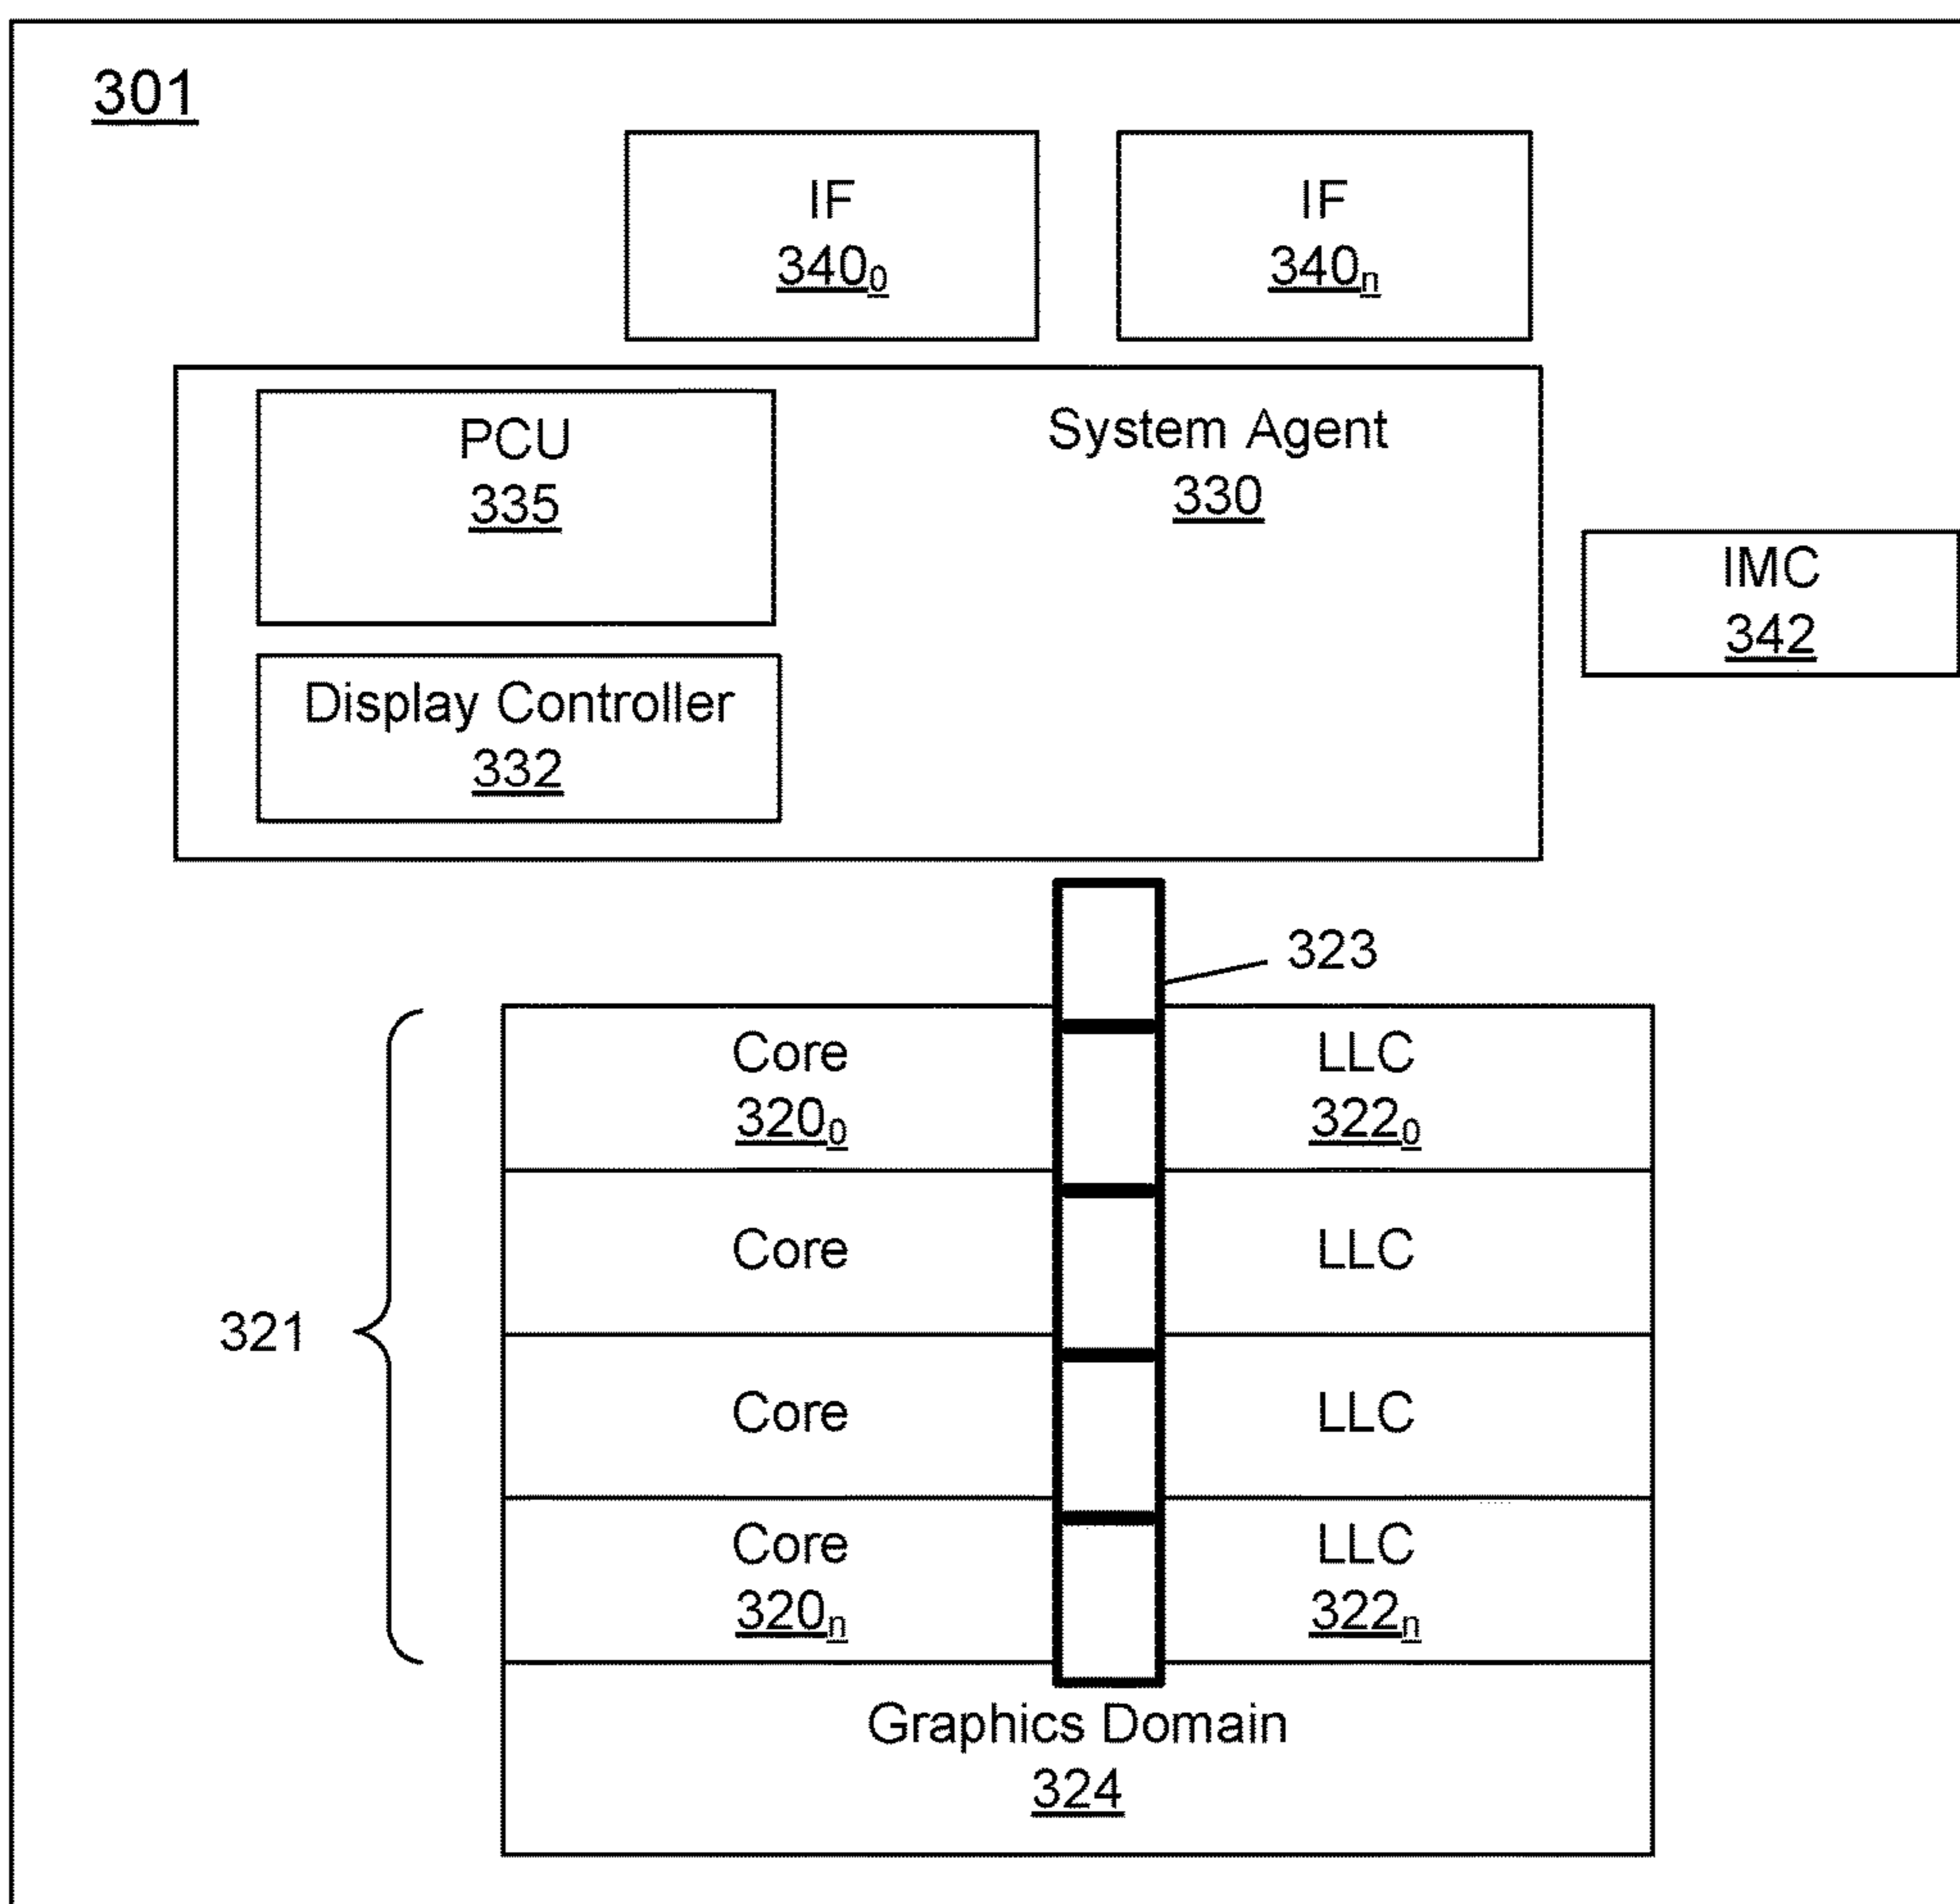 301
IF
340₀
IF
340ₙ
PCU
335
System Agent
330
Display Controller
332
IMC
342
323
Core
320₀
LLC
322₀
Core
LLC
321
Core
LLC
Core
320ₙ
LLC
322ₙ
Graphics Domain
324